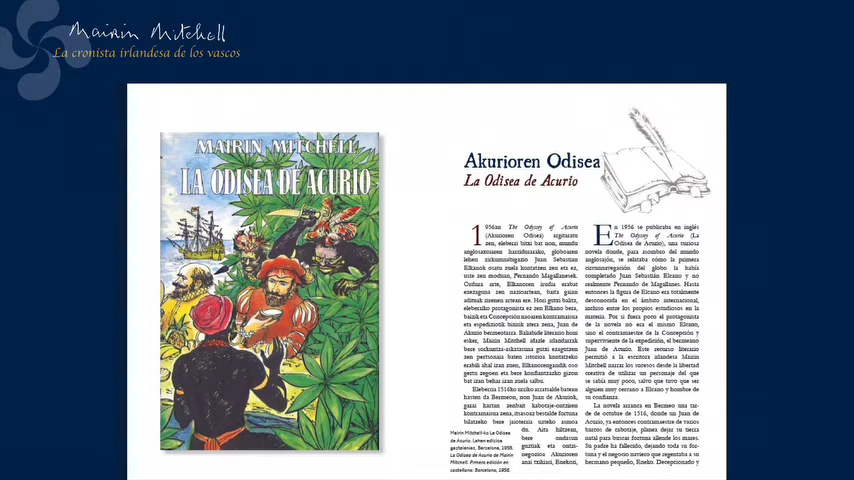 Mairin Mitchell
La cronista irlandesa de los vascos
MAIRIN MITCHELL
LA ODISEA DE ACURIO
Akurioren Odisea
La Odisea de Acurio
1956an The Odyssey of Acurio
(Akurioren Odisea) argitaratu
zen, eleberri bitxi bat non, mundu
anglosaxoiaren harridurarako, globoaren
lehen zirkumnabigazio Juan Sebastian
Elkanok osatu zuela kontatzen zen eta ez,
uste zen moduan, Fernando Magallanesek.
Ordura arte, Elkanoren irudia erabat
ezezaguna zen nazioartean, baita gaian
adituak zirenen artean ere. Hori gutxi balitz,
eleberriko protagonista ez zen Elkano bera,
baizik eta Concepción naoaren kontramaisua
eta espediziotik bizirik atera zena, Juan de
Akurio bermeotarra. Baliabide literario honi
esker, Mairin Mitchell idazle irlandarrak
bere sorkuntza-askatasuna gutxi ezagutzen
zen pertsonaia baten istorioa kontatzeko
erabili ahal izan zuen, Elkanorengandik oso
gertu zegoen eta bere konfiantzazko gizon
bat izan behar izan zuela salbu.
Eleberria 1516ko urriko arratsalde batean
hasten da Bermeon, non Juan de Akuriok,
garai hartan zenbait kabotaje-ontziren
kontramaisua zena, itsasoz bestalde fortuna
bilatzeko bere jaioterria uzteko asmoa
du. Aita hiltzean,
bere ondasun
guztiak eta ontzi-
negozioa Akurioren
anai txikiari, Enekori,
Mairin Mitchell-ko La Odisea
de Acurio. Lehen edizioa
gaztelaniaz. Barcelona, 1958.
La Odisea de Acurio de Mairin
Mitchell. Primera edición en
castellano. Barcelona, 1958.
En 1956 se publicaba en inglés
The Odyssey of Acurio (La
Odisea de Acurio), una curiosa
novela donde, para asombro del mundo
anglosajón, se relataba cómo la primera
circunnavegación del globo la había
completado Juan Sebastián Elcano y no
realmente Fernando de Magallanes. Hasta
entonces la figura de Elcano era totalmente
desconocida en el ámbito internacional,
incluso entre los propios estudiosos en la
materia. Por si fuera poco el protagonista
de la novela no era el mismo Elcano,
sino el contramaestre de la Concepción y
superviviente de la expedición, el bermeano
Juan de Acurio. Este recurso literario
permitió a la escritora irlandesa Mairin
Mitchell narrar los sucesos desde la libertad
creativa de utilizar un personaje del que
se sabía muy poco, salvo que tuvo que ser
alguien muy cercano a Elcano y hombre de
su confianza.
La novela arranca en Bermeo una tar-
de de octubre de 1516, donde un Juan de
Acurio, ya entonces contramaestre de varios
barcos de cabotaje, planea dejar su tierra
natal para buscar fortuna allende los mares.
Su padre ha fallecido, dejando toda su for-
tuna y el negocio naviero que regentaba a su
hermano pequeño, Eneko. Decepcionado y